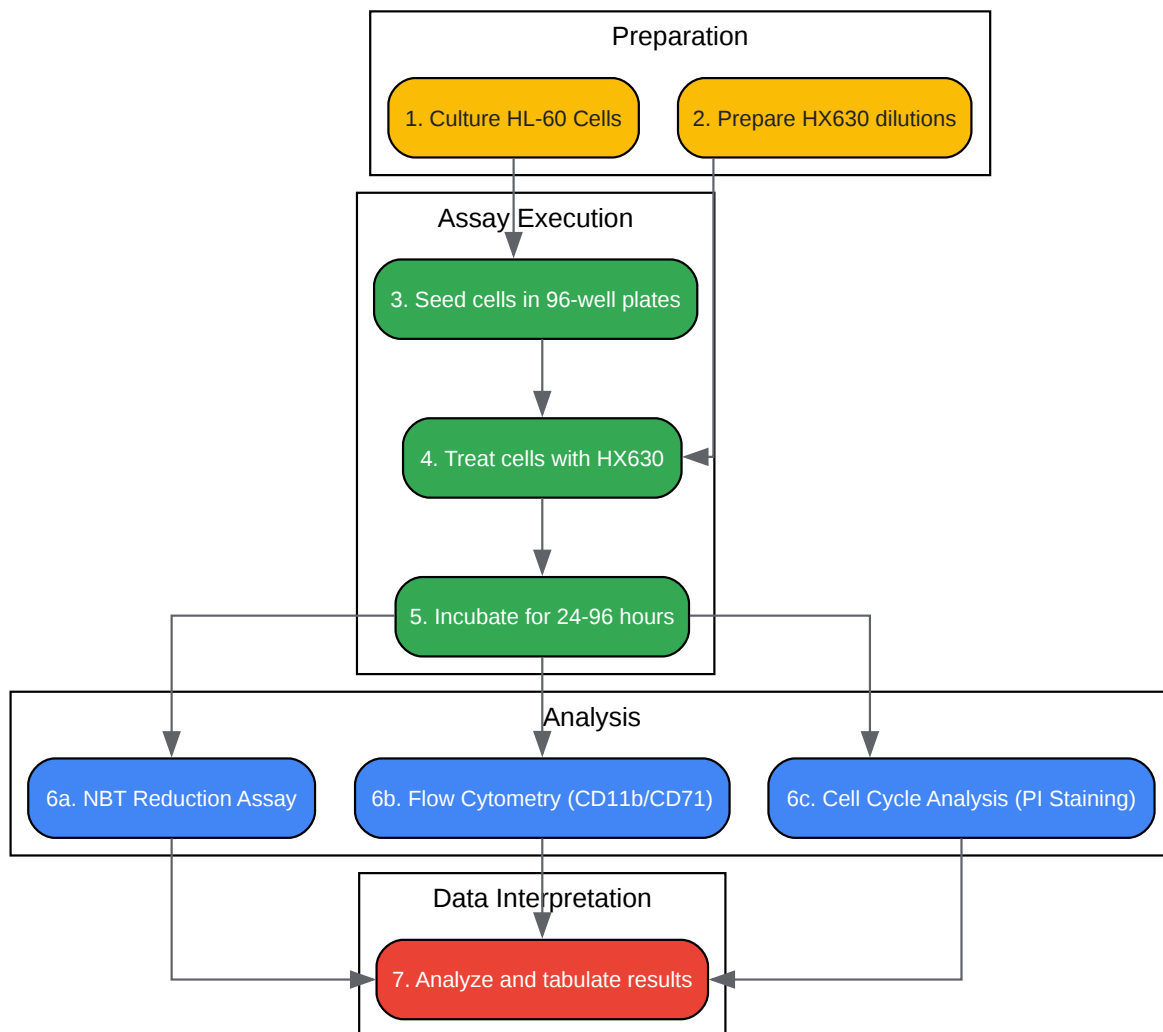 Preparation
1. Culture HL-60 Cells
2. Prepare HX630 dilutions
Assay Execution
3. Seed cells in 96-well plates
4. Treat cells with HX630
5. Incubate for 24-96 hours
Analysis
6a. NBT Reduction Assay
6b. Flow Cytometry (CD11b/CD71)
6c. Cell Cycle Analysis (PI Staining)
Data Interpretation
7. Analyze and tabulate results